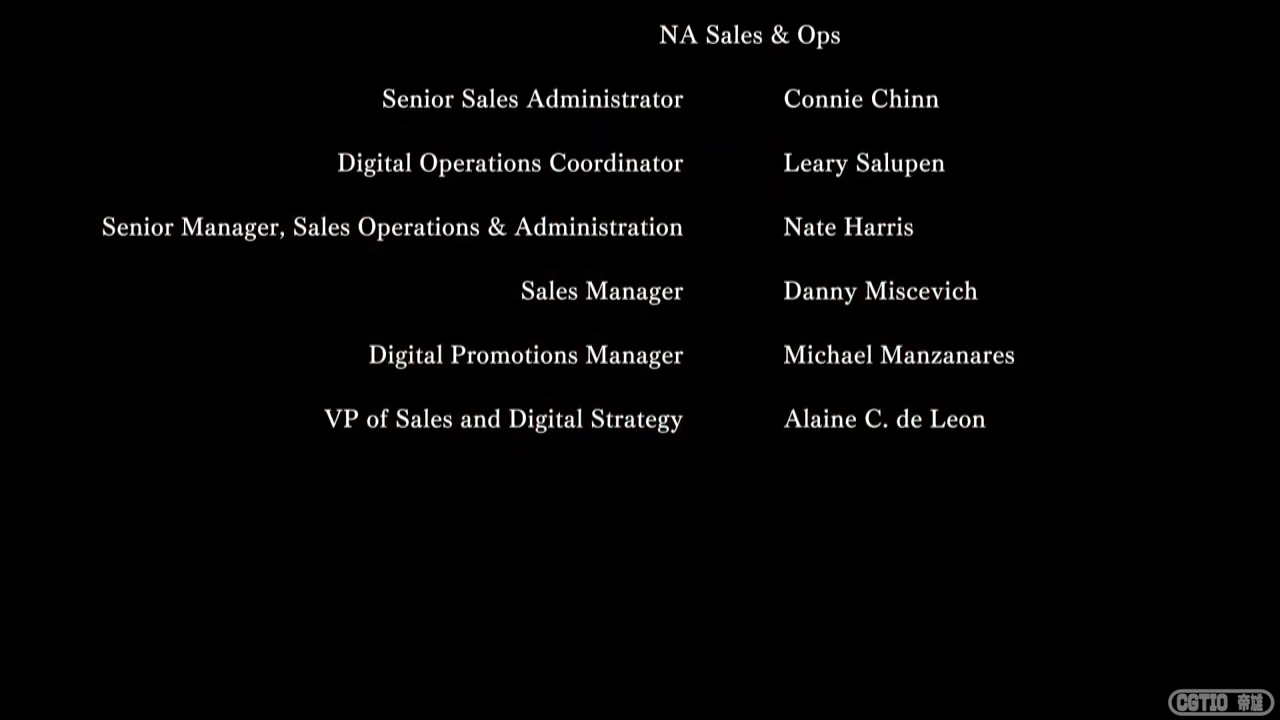 NA Sales & Ops
Senior Sales Administrator Connie Chinn
Digital Operations Coordinator Leary Salupen
Senior Manager, Sales Operations & Administration Nate Harris
Sales Manager Danny Miscevich
Digital Promotions Manager Michael Manzanares
VP of Sales and Digital Strategy Alaine C. de Leon
CGTIO 帝雄